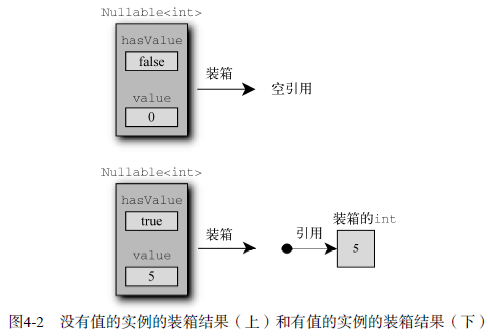 Nullable<int>
hasValue
false
装箱
空引用
value
0
Nullable<int>
hasValue
true
装箱
引用
装箱的int
5
value
5
图4-2 没有值的实例的装箱结果（上）和有值的实例的装箱结果（下）